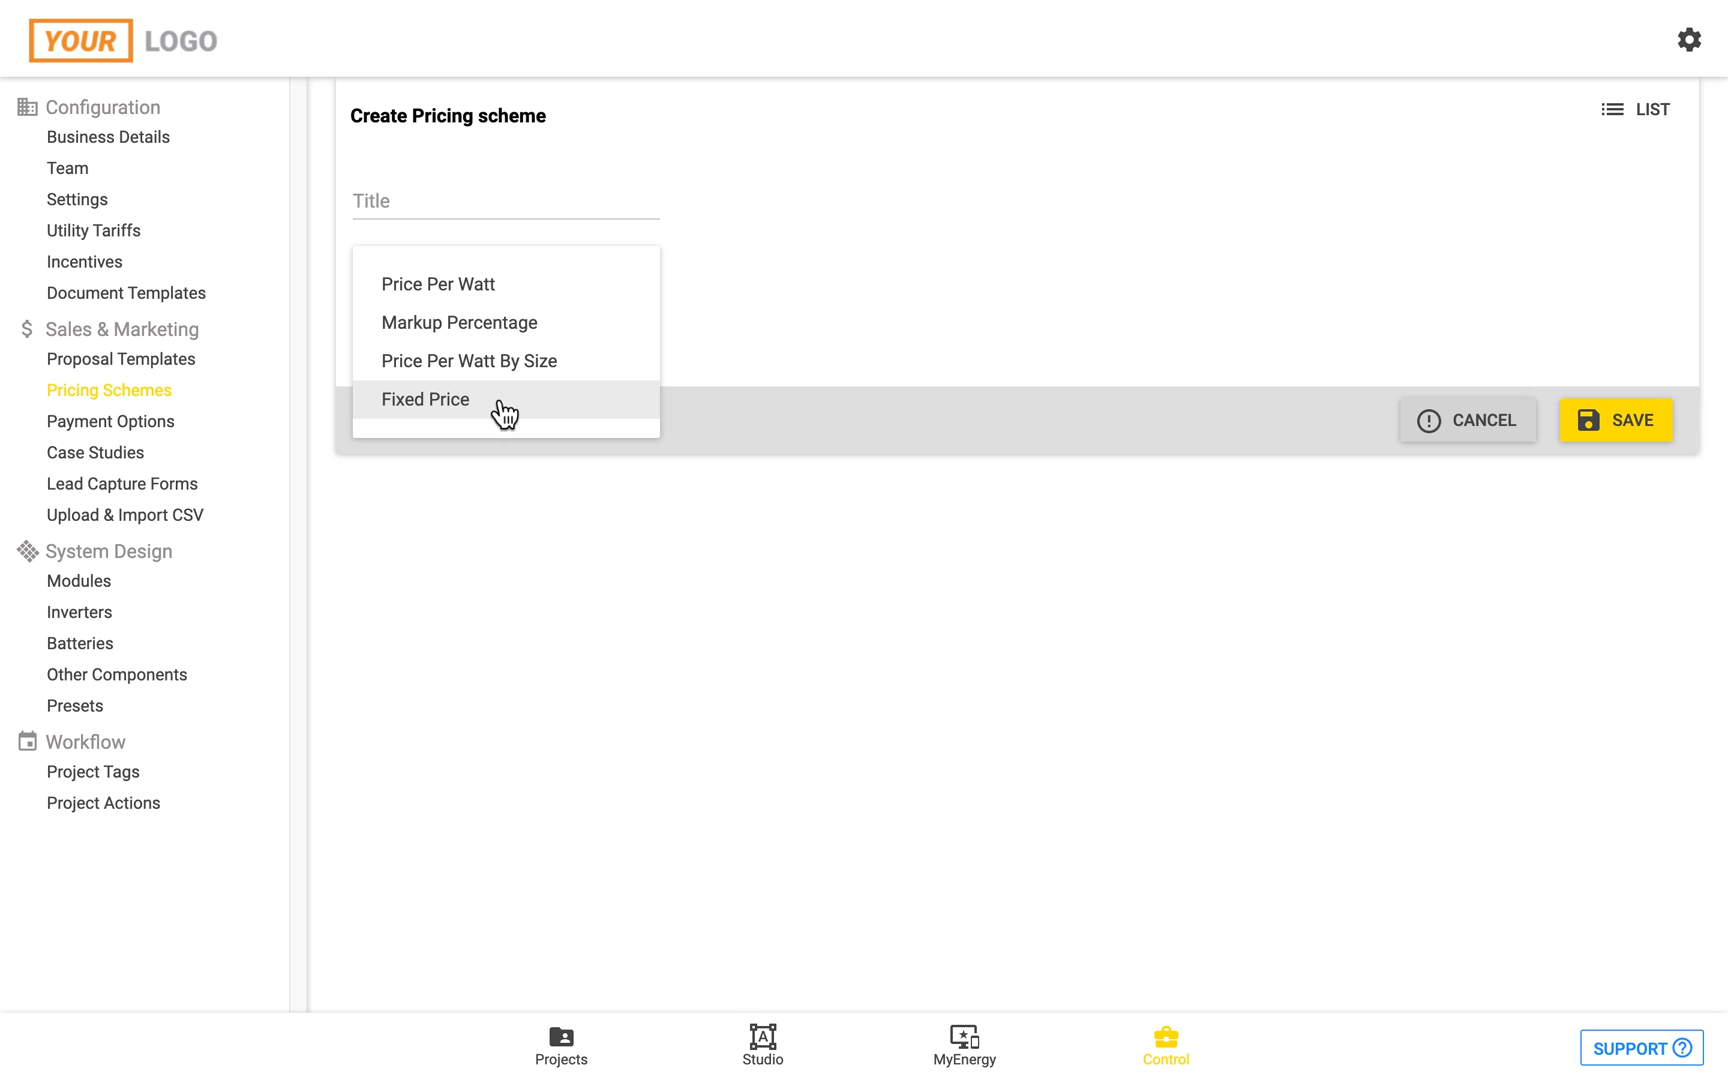 YOUR LOGO
Configuration
Business Details
Team
Settings
Utility Tariffs
Incentives
Document Templates
Sales & Marketing
Proposal Templates
Pricing Schemes
Payment Options
Case Studies
Lead Capture Forms
Upload & Import CSV
System Design
Modules
Inverters
Batteries
Other Components
Presets
Workflow
Project Tags
Project Actions
Create Pricing scheme
LIST
Title
Price Per Watt
Markup Percentage
Price Per Watt By Size
Fixed Price
CANCEL
SAVE
Projects
Studio
MyEnergy
Control
SUPPORT